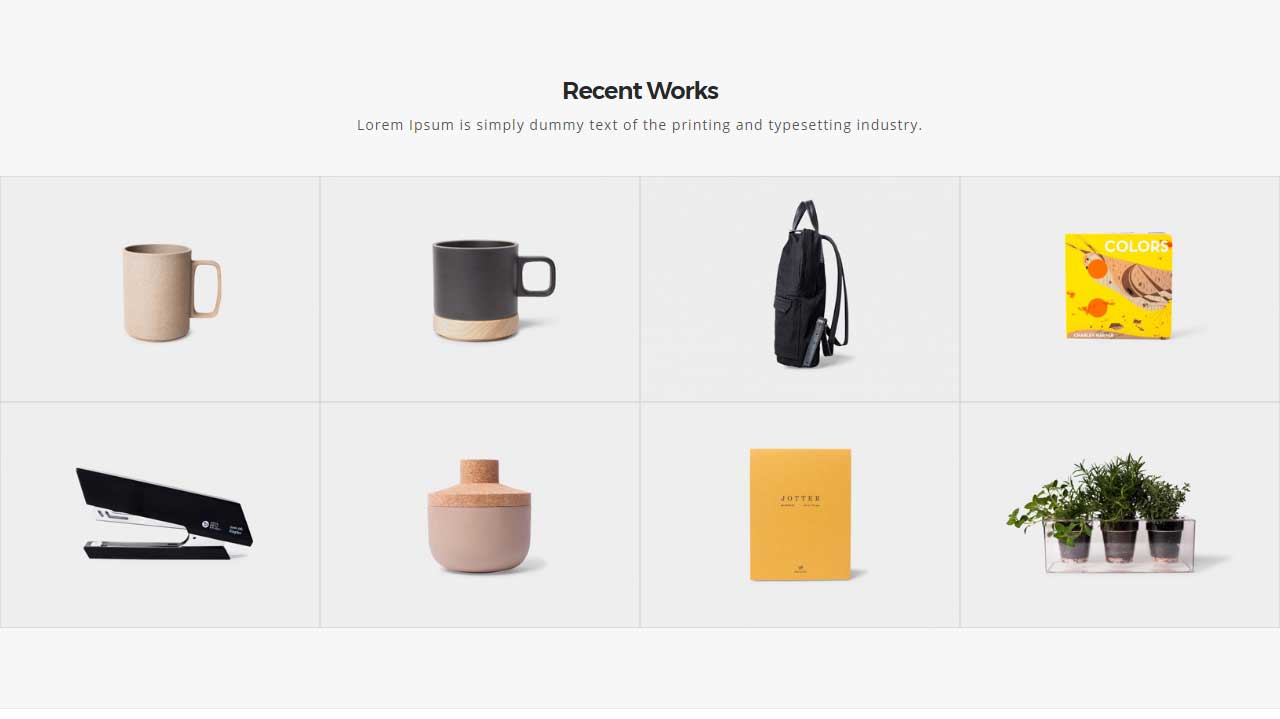 Recent Works
Lorem Ipsum is simply dummy text of the printing and typesetting industry.
COLORS
CHARLEY HARPER
JOTTER